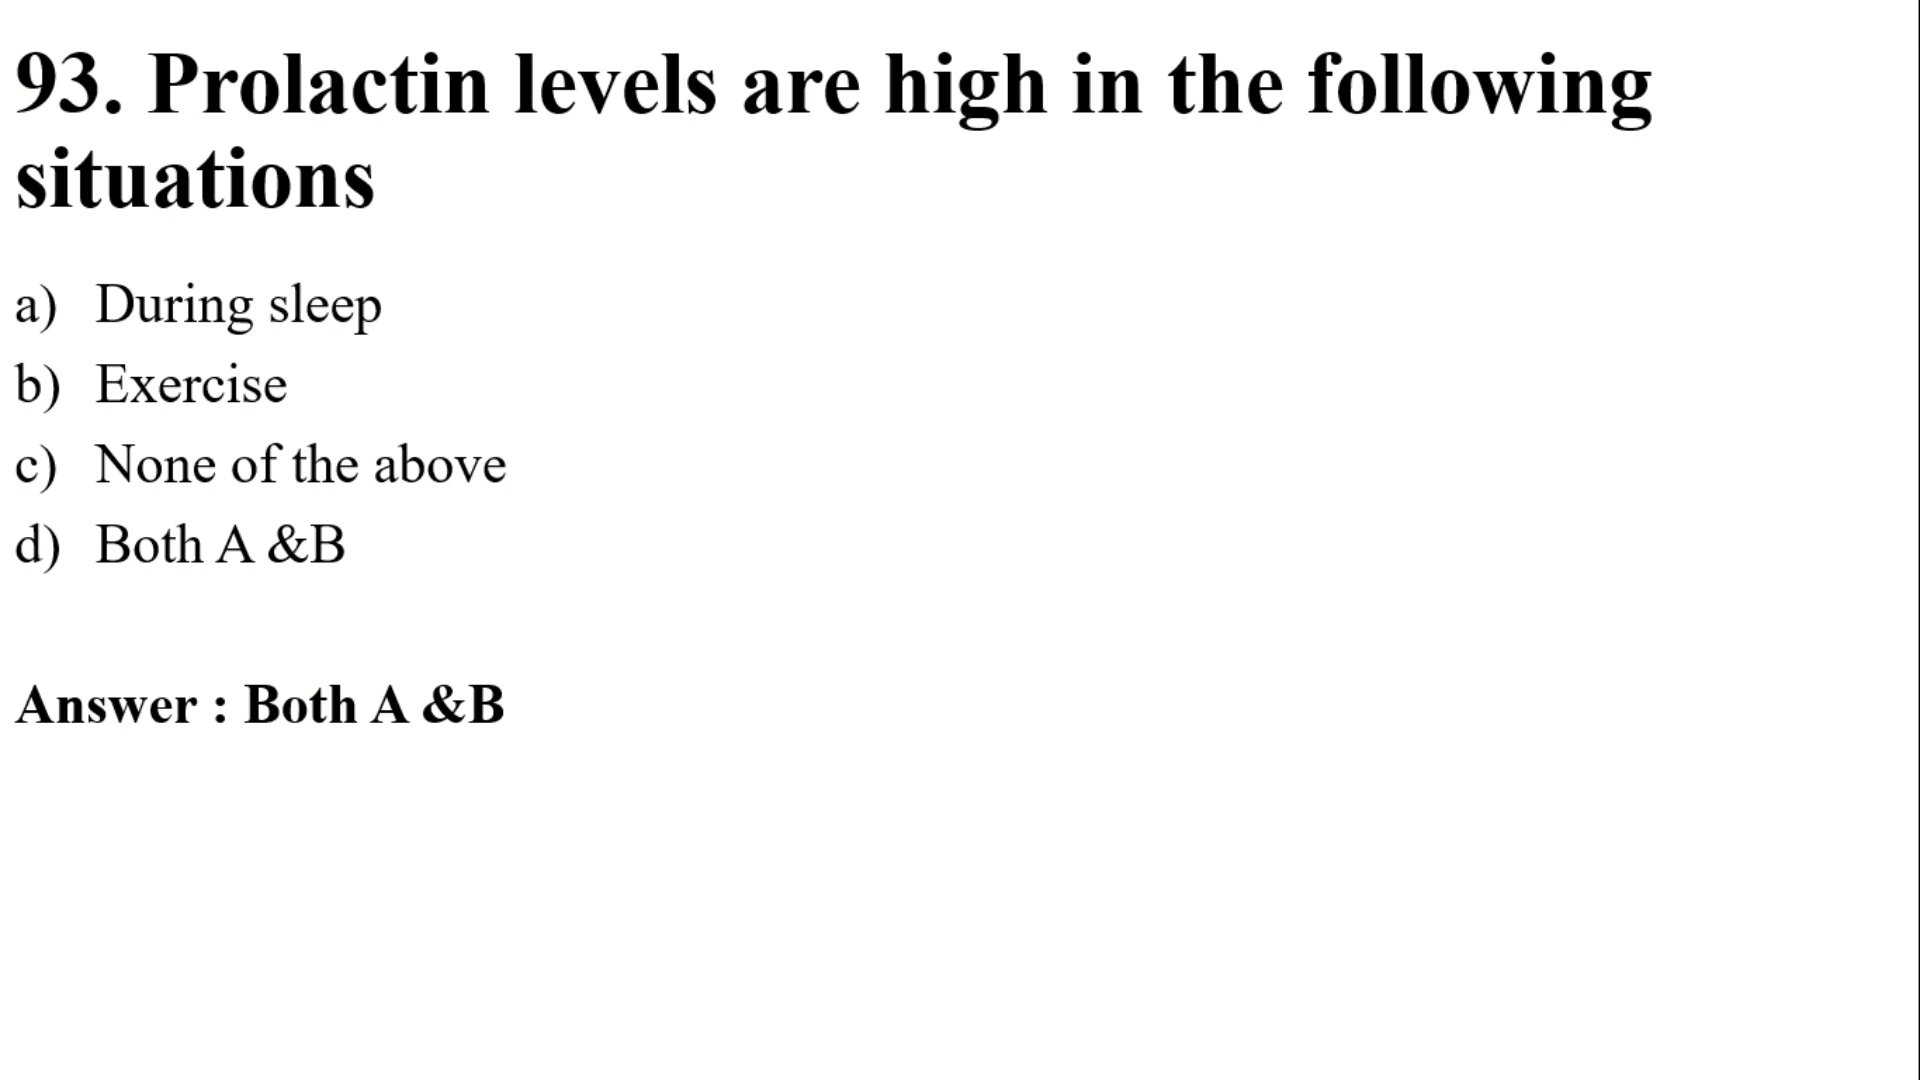 93. Prolactin levels are high in the following
situations
a) During sleep
b) Exercise
c) None of the above
d) Both A &B
Answer : Both A &B